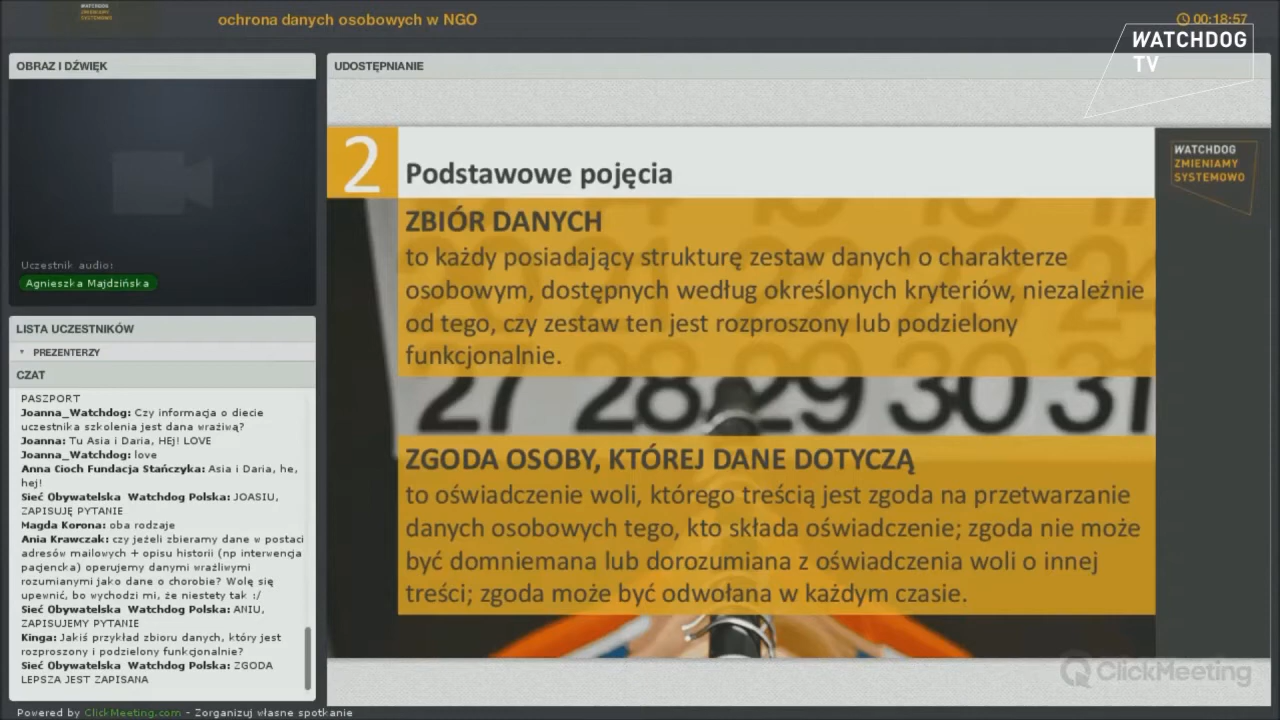 WATCHDOG
ZMIENIAMY
SYSTEMOWO
ochrona danych osobowych w NGO
00:18:57
WATCHDOG
TV
OBRAZ I DŹWIĘK
Uczestnik audio:
Agnieszka Majdzińska
LISTA UCZESTNIKÓW
PREZENTERZY
CZAT
PASZPORT
Joanna_Watchdog: Czy informacja o diecie
uczestnika szkolenia jest dana wraźiwą?
Joanna: Tu Asia i Daria, HEj! LOVE
Joanna_Watchdog: love
Anna Cioch Fundacja Stańczyka: Asia i Daria, he,
hej!
Sieć Obywatelska Watchdog Polska: JOASIU,
ZAPISUJĘ PYTANIE
Magda Korona: oba rodzaje
Ania Krawczak: czy jeżeli zbieramy dane w postaci
adresów mailowych + opisu historii (np interwencja
pacjencka) operujemy danymi wrażliwymi
rozumianymi jako dane o chorobie? Wolę się
upewnić, bo wychodzi mi, że niestety tak :/
Sieć Obywatelska Watchdog Polska: ANIU,
ZAPISUJEMY PYTANIE
Kinga: Jakiś przykład zbioru danych, który jest
rozproszony i podzielony funkcjonalnie?
Sieć Obywatelska Watchdog Polska: ZGODA
LEPSZA JEST ZAPISANA
Powered by ClickMeeting.com - Zorganizuj własne spotkanie
UDOSTĘPNIANIE
2
Podstawowe pojęcia
WATCHDOG
ZMIENIAMY
SYSTEMOWO
ZBIÓR DANYCH
to każdy posiadający strukturę zestaw danych o charakterze
osobowym, dostępnych według określonych kryteriów, niezależnie
od tego, czy zestaw ten jest rozproszony lub podzielony
funkcjonalnie.
27 28 29 30 31
ZGODA OSOBY, KTÓREJ DANE DOTYCZĄ
to oświadczenie woli, którego treścią jest zgoda na przetwarzanie
danych osobowych tego, kto składa oświadczenie; zgoda nie może
być domniemana lub dorozumiana z oświadczenia woli o innej
treści; zgoda może być odwołana w każdym czasie.
ClickMeeting